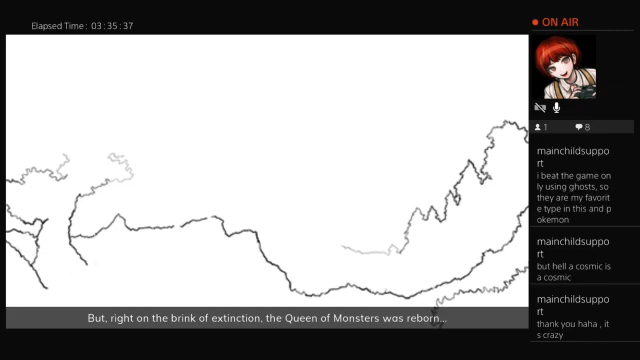 Elapsed Time : 03:35:37
ON AIR
1
8
mainchildsuppo
rt
i beat the game on
ly using ghosts, so
they are my favorit
e type in this and p
okemon
mainchildsuppo
rt
but hell a cosmic is
a cosmic
mainchildsuppo
rt
thank you haha , it
s crazy
But, right on the brink of extinction, the Queen of Monsters was reborn...